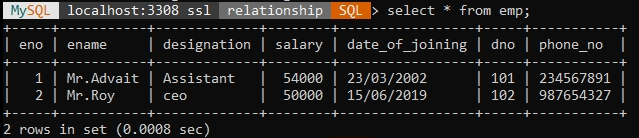 MySQL localhost:3308 ssl relationship SQL > select * from emp;
+-----+-----------+-------------+--------+-----------------+-----+-----------+
| eno | ename     | designation | salary | date_of_joining | dno | phone_no  |
+-----+-----------+-------------+--------+-----------------+-----+-----------+
|   1 | Mr.Advait | Assistant   |  54000 | 23/03/2002      | 101 | 234567891 |
|   2 | Mr.Roy    | ceo         |  50000 | 15/06/2019      | 102 | 987654327 |
+-----+-----------+-------------+--------+-----------------+-----+-----------+
2 rows in set (0.0008 sec)